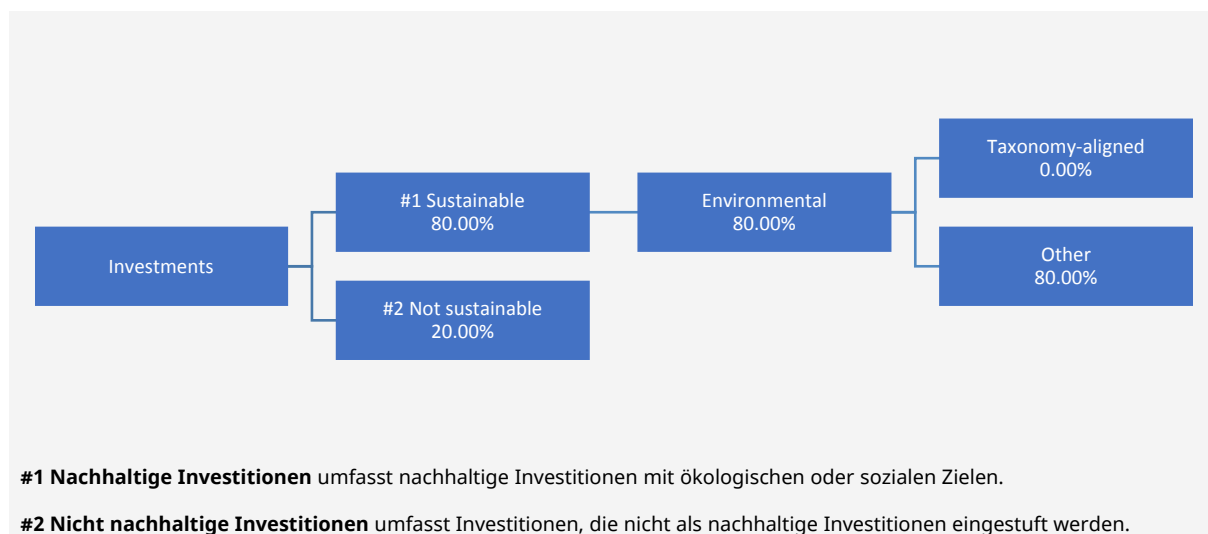 Investments
#1 Sustainable
80.00%
#2 Not sustainable
20.00%
Environmental
80.00%
Taxonomy-aligned
0.00%
Other
80.00%
#1 Nachhaltige Investitionen umfasst nachhaltige Investitionen mit ökologischen oder sozialen Zielen.
#2 Nicht nachhaltige Investitionen umfasst Investitionen, die nicht als nachhaltige Investitionen eingestuft werden.